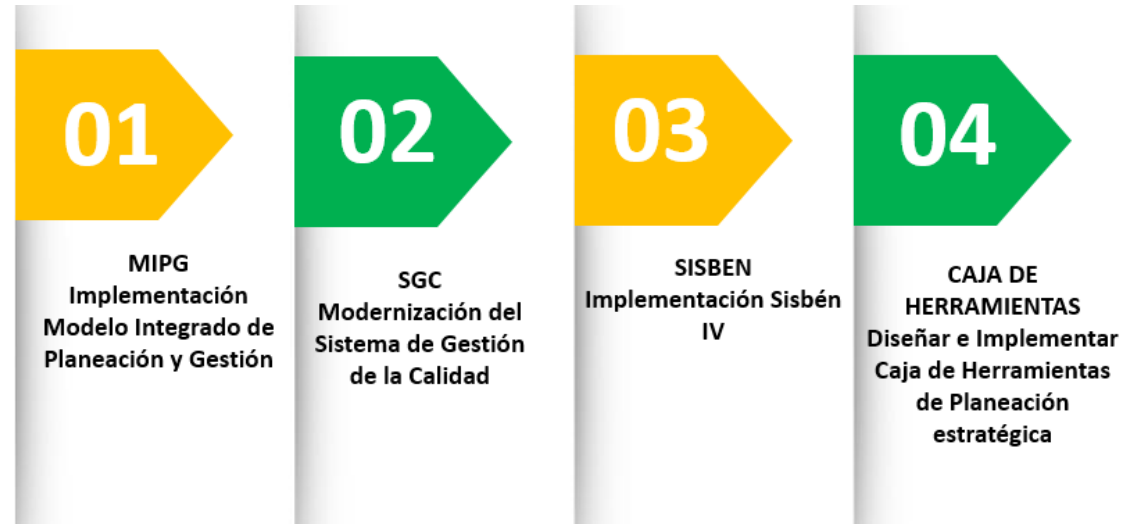 01
MIPG
Implementación
Modelo Integrado de
Planeación y Gestión
02
SGC
Modernización del
Sistema de Gestión
de la Calidad
03
SISBEN
Implementación Sisbén
IV
04
CAJA DE
HERRAMIENTAS
Diseñar e Implementar
Caja de Herramientas
de Planeación
estratégica